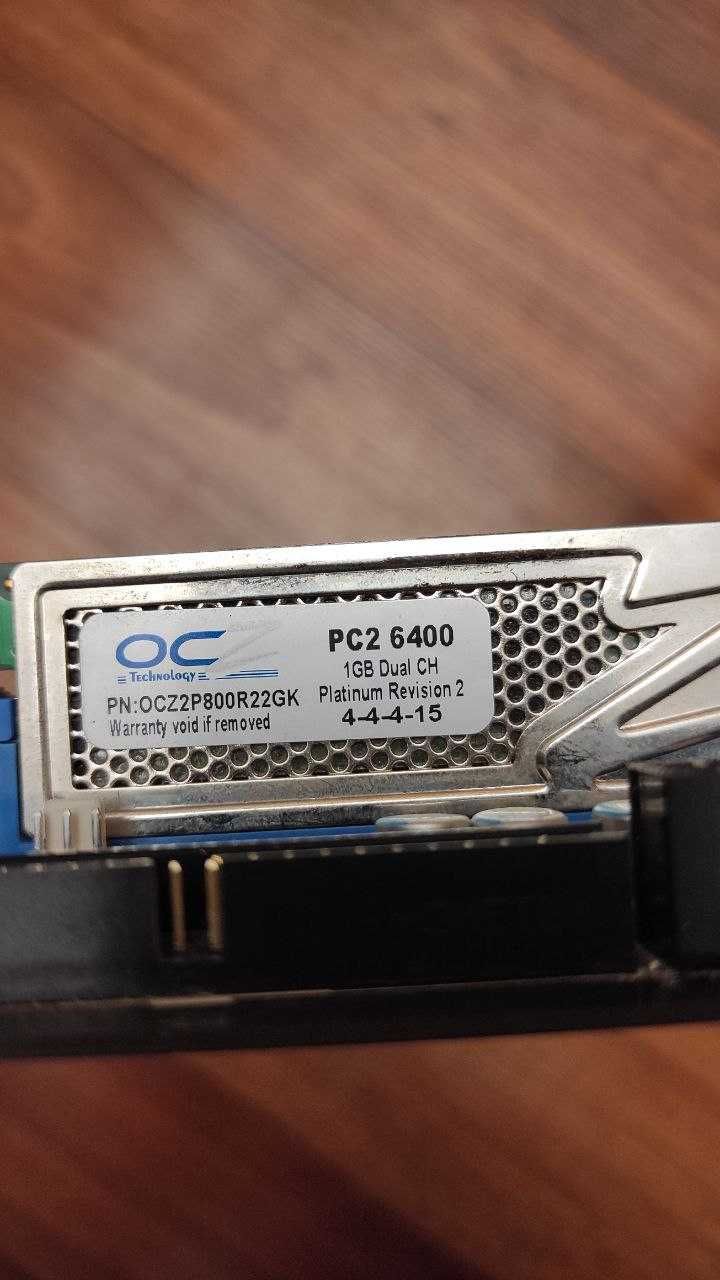 OCZ
Technology
PN:OCZ2P800R22GK
Warranty void if removed
PC2 6400
1GB Dual CH
Platinum Revision 2
4-4-4-15